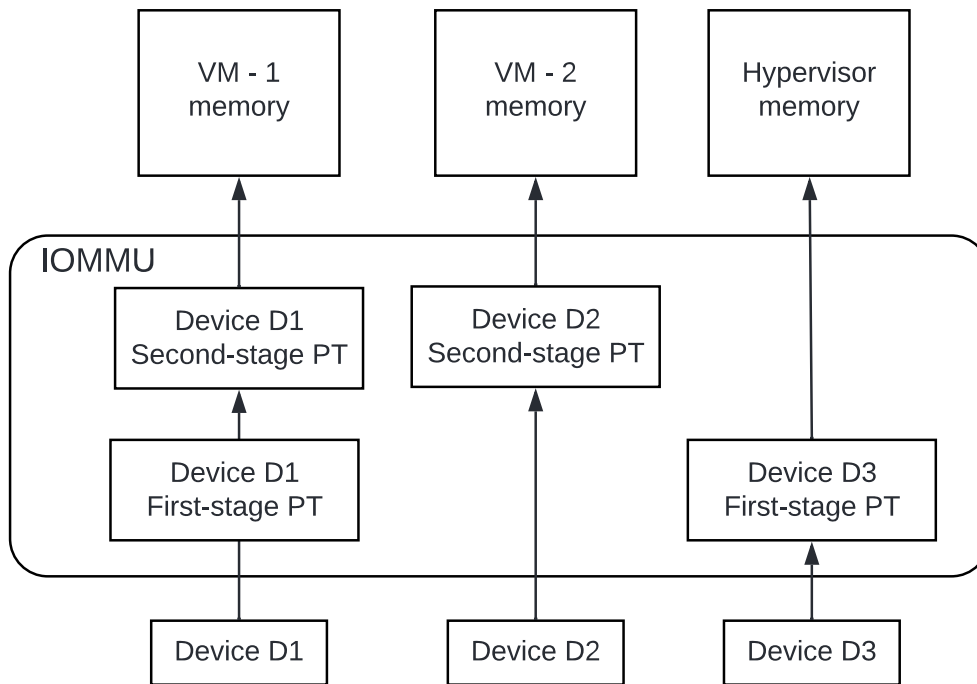 VM - 1
memory
VM - 2
memory
Hypervisor
memory
IOMMU
Device D1
Second-stage PT
Device D2
Second-stage PT
Device D1
First-stage PT
Device D3
First-stage PT
Device D1
Device D2
Device D3